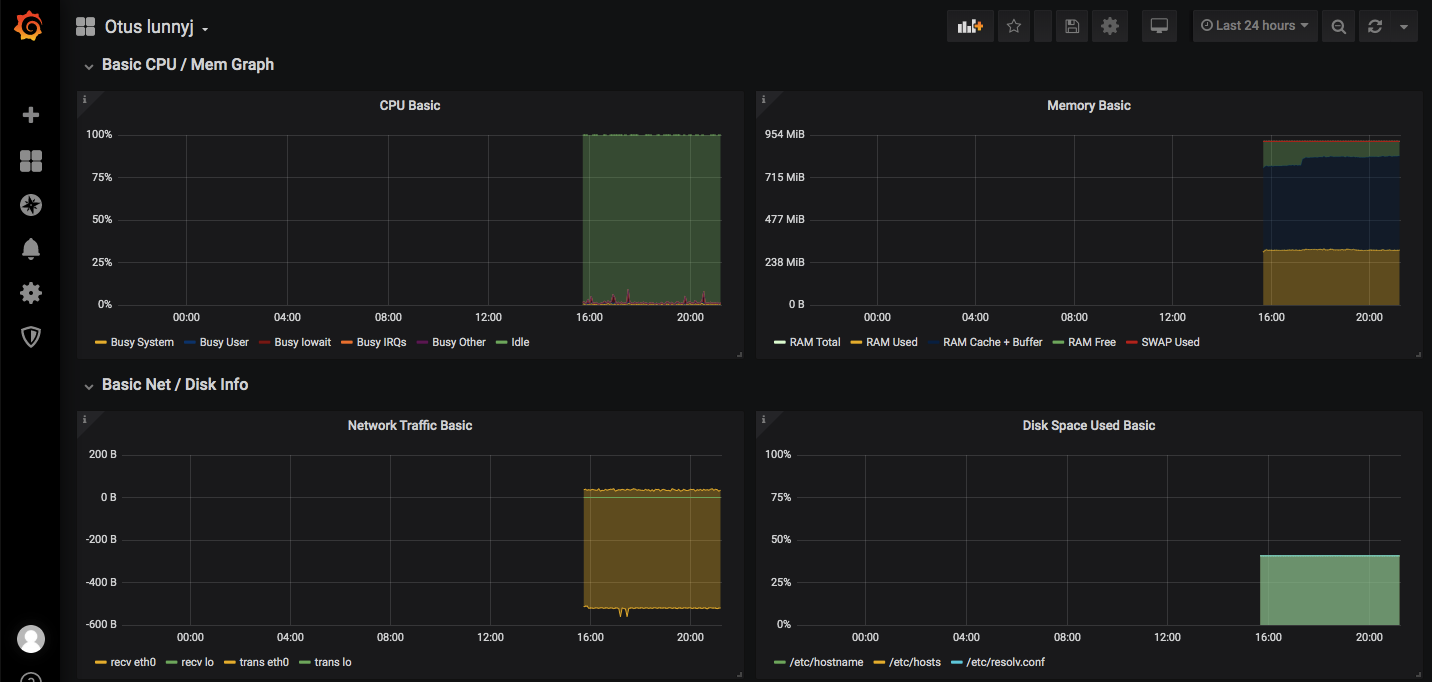 Otus lunnyj
Last 24 hours
Basic CPU / Mem Graph
i
CPU Basic
100%
75%
50%
25%
0%
00:00 04:00 08:00 12:00 16:00 20:00
Busy System Busy User Busy Iowait Busy IRQs Busy Other Idle
i
Memory Basic
954 MiB
715 MiB
477 MiB
238 MiB
0 B
00:00 04:00 08:00 12:00 16:00 20:00
RAM Total RAM Used RAM Cache + Buffer RAM Free SWAP Used
Basic Net / Disk Info
i
Network Traffic Basic
200 B
0 B
-200 B
-400 B
-600 B
00:00 04:00 08:00 12:00 16:00 20:00
recv eth0 recv lo trans eth0 trans lo
i
Disk Space Used Basic
100%
75%
50%
25%
0%
00:00 04:00 08:00 12:00 16:00 20:00
/etc/hostname /etc/hosts /etc/resolv.conf